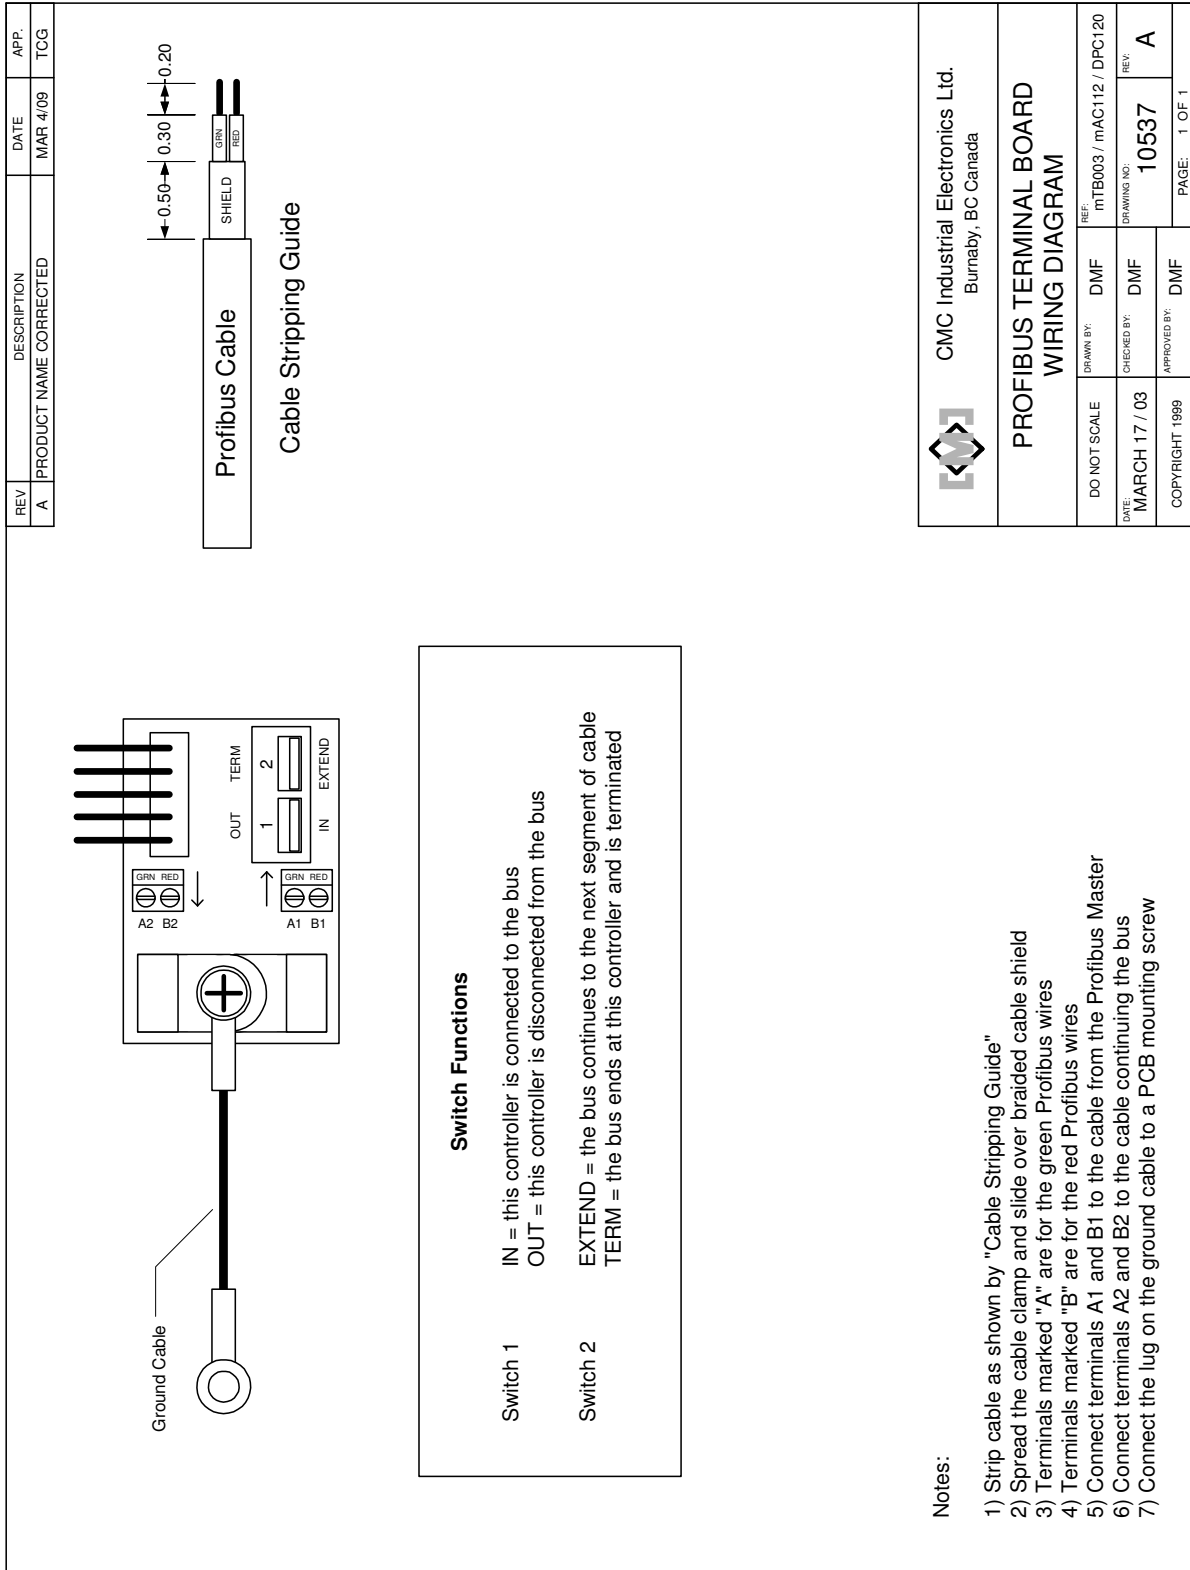 REV DESCRIPTION DATE APP.
A PRODUCT NAME CORRECTED MAR 4/09 TCG
Ground Cable
A2 B2
GRN RED
A1 B1
GRN RED
OUT TERM
1 2
IN EXTEND
0.50 0.30 0.20
Profibus Cable
SHIELD
GRN
RED
Cable Stripping Guide
Switch Functions
Switch 1 IN = this controller is connected to the bus
OUT = this controller is disconnected from the bus
Switch 2 EXTEND = the bus continues to the next segment of cable
TERM = the bus ends at this controller and is terminated
Notes:
1) Strip cable as shown by "Cable Stripping Guide"
2) Spread the cable clamp and slide over braided cable shield
3) Terminals marked "A" are for the green Profibus wires
4) Terminals marked "B" are for the red Profibus wires
5) Connect terminals A1 and B1 to the cable from the Profibus Master
6) Connect terminals A2 and B2 to the cable continuing the bus
7) Connect the lug on the ground cable to a PCB mounting screw
[M]
CMC Industrial Electronics Ltd.
Burnaby, BC Canada
PROFIBUS TERMINAL BOARD
WIRING DIAGRAM
DO NOT SCALE DRAWN BY: DMF REF: mTB003 / mAC112 / DPC120
DATE: MARCH 17 / 03 CHECKED BY: DMF DRAWING NO: 10537 REV: A
COPYRIGHT 1999 APPROVED BY: DMF PAGE: 1 OF 1